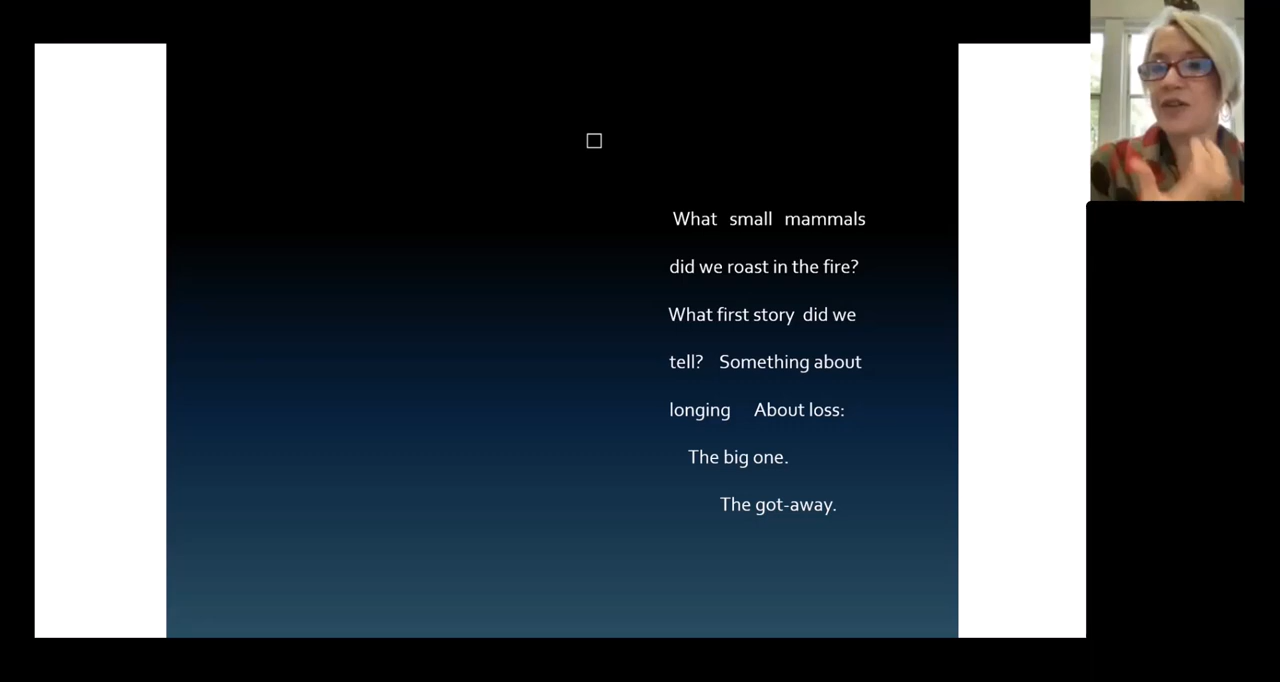 What small mammals
did we roast in the fire?
What first story did we
tell? Something about
longing About loss:
The big one.
The got-away.